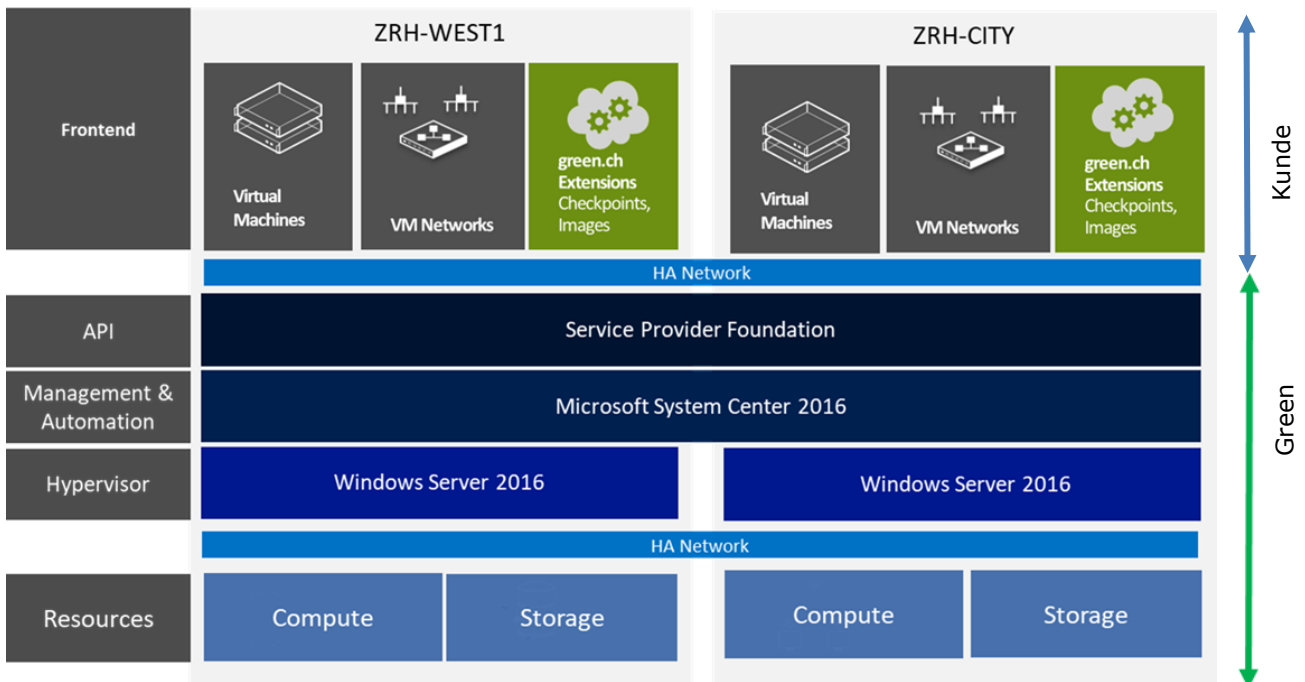 ZRH-WEST1
ZRH-CITY
Frontend
Virtual
Machines
VM Networks
green.ch
Extensions
Checkpoints,
Images
Virtual
Machines
VM Networks
green.ch
Extensions
Checkpoints,
Images
Kunde
HA Network
API
Service Provider Foundation
Management &
Automation
Microsoft System Center 2016
Green
Hypervisor
Windows Server 2016
Windows Server 2016
HA Network
Resources
Compute
Storage
Compute
Storage